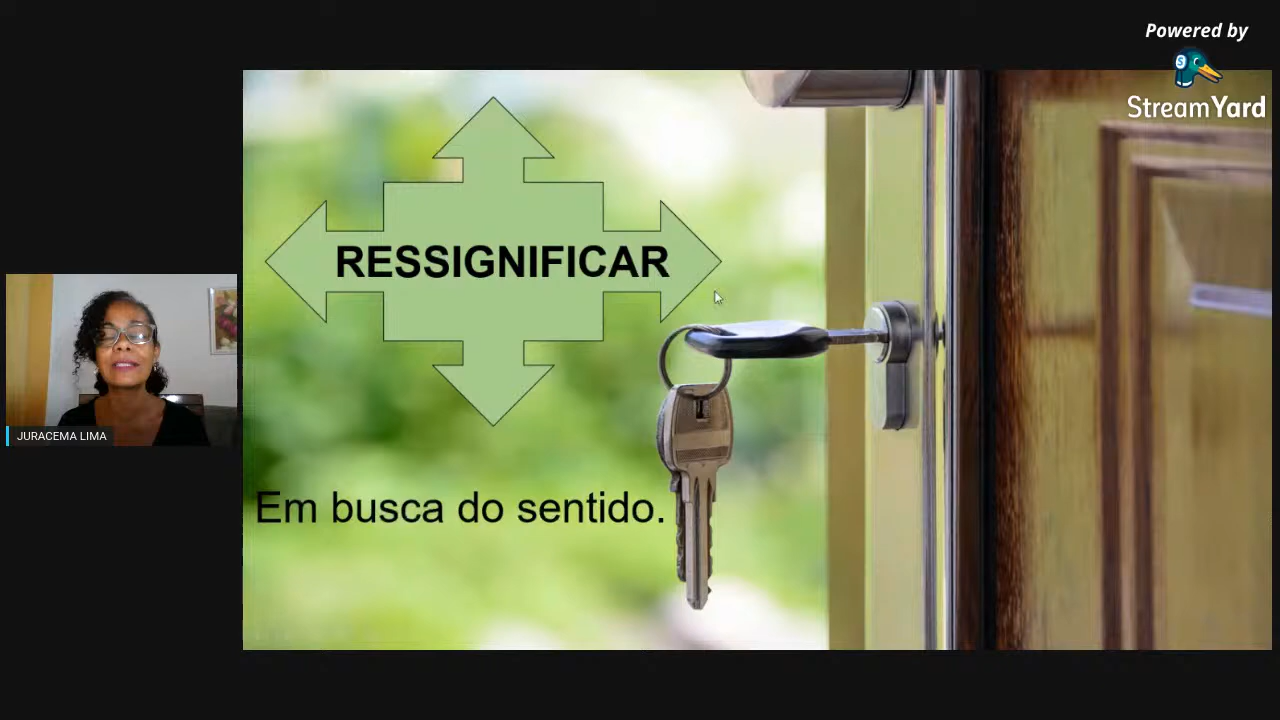 Powered by
StreamYard
RESSIGNIFICAR
JURACEMA LIMA
Em busca do sentido.